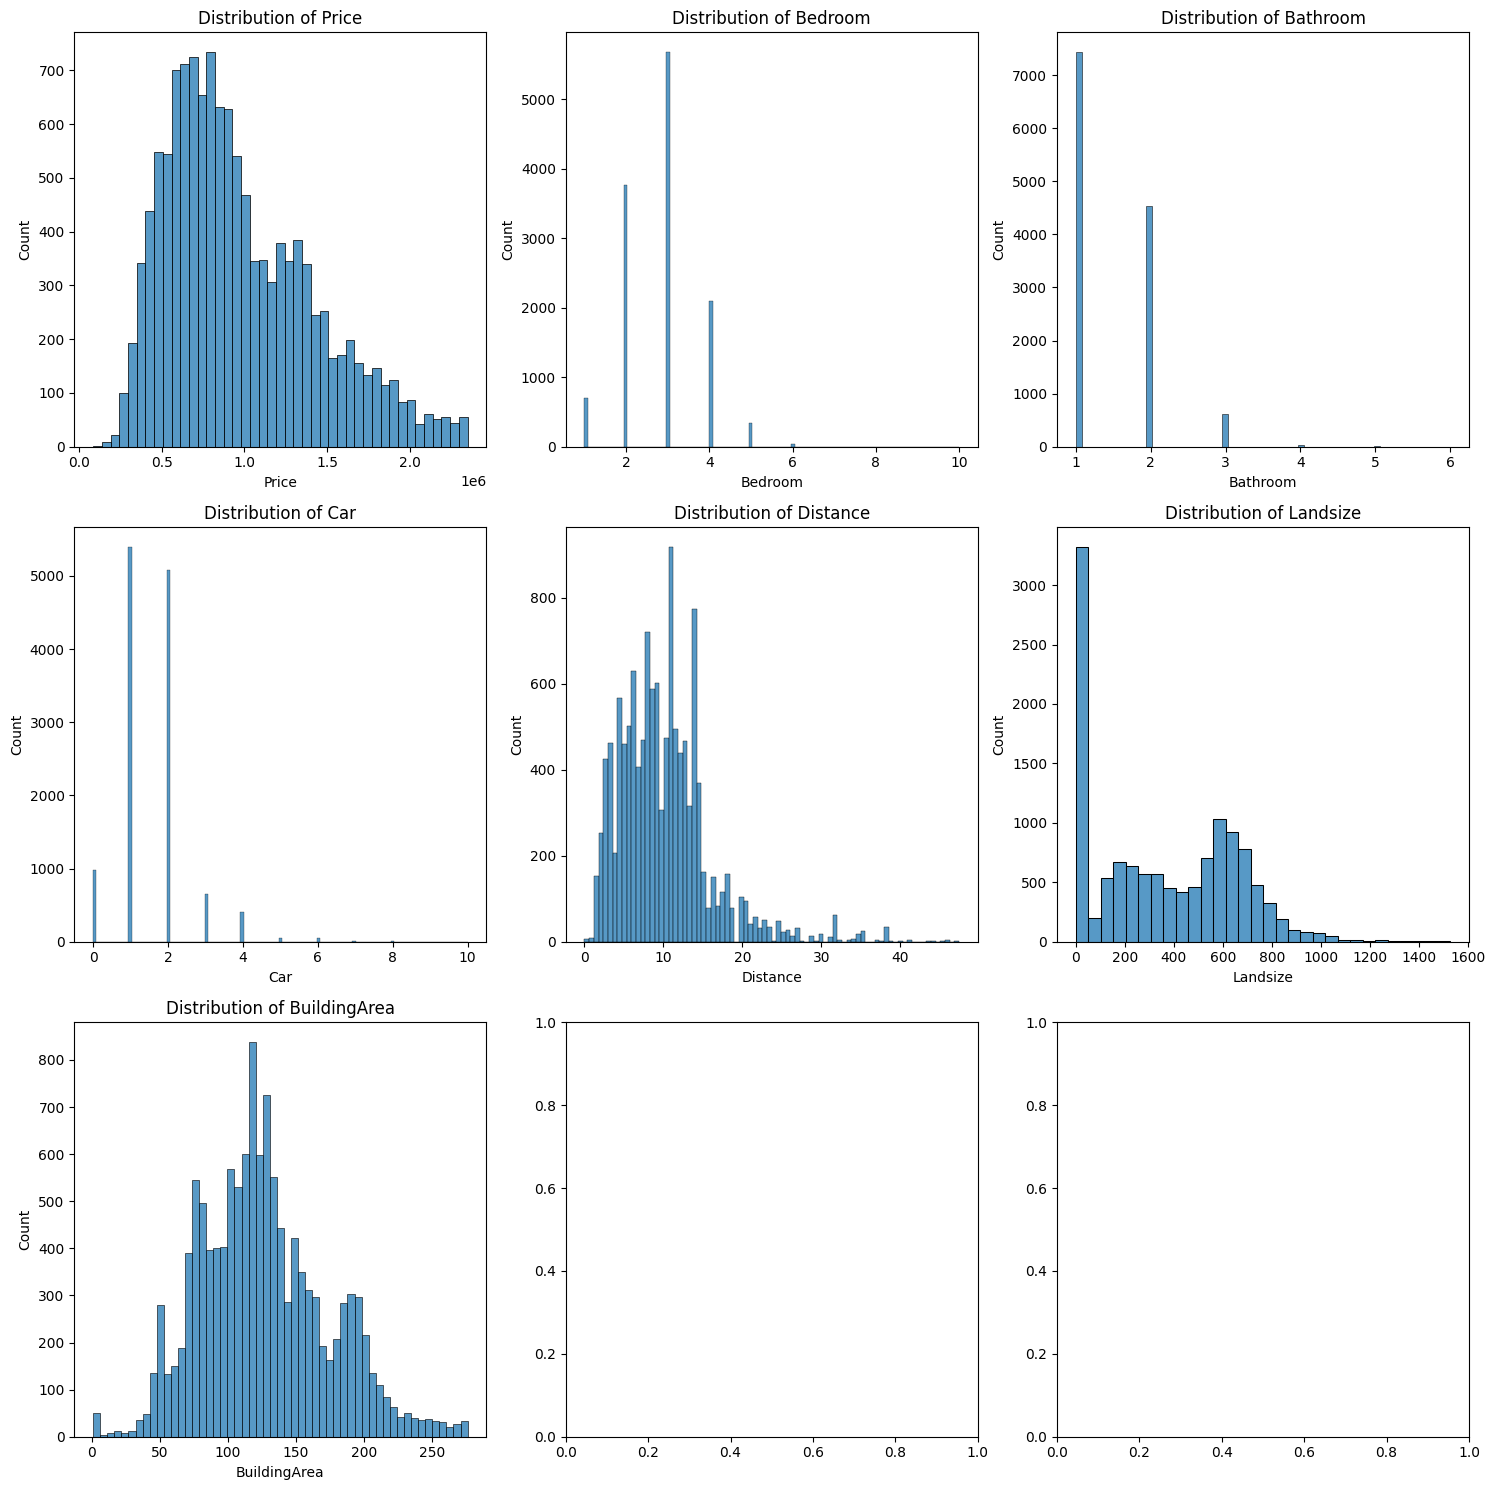 Distribution of Price
Distribution of Bedroom
Distribution of Bathroom
700
600
500
400
300
200
100
0
Count
0.0 0.5 1.0 1.5 2.0
1e6
Price
5000
4000
3000
2000
1000
0
Count
2 4 6 8 10
Bedroom
7000
6000
5000
4000
3000
2000
1000
0
Count
1 2 3 4 5 6
Bathroom
Distribution of Car
Distribution of Distance
Distribution of Landsize
5000
4000
3000
2000
1000
0
Count
0 2 4 6 8 10
Car
800
600
400
200
0
Count
0 10 20 30 40
Distance
3000
2500
2000
1500
1000
500
0
Count
0 200 400 600 800 1000 1200 1400 1600
Landsize
Distribution of BuildingArea
800
700
600
500
400
300
200
100
0
Count
0 50 100 150 200 250
BuildingArea
1.0
0.8
0.6
0.4
0.2
0.0
0.0 0.2 0.4 0.6 0.8 1.0
1.0
0.8
0.6
0.4
0.2
0.0
0.0 0.2 0.4 0.6 0.8 1.0